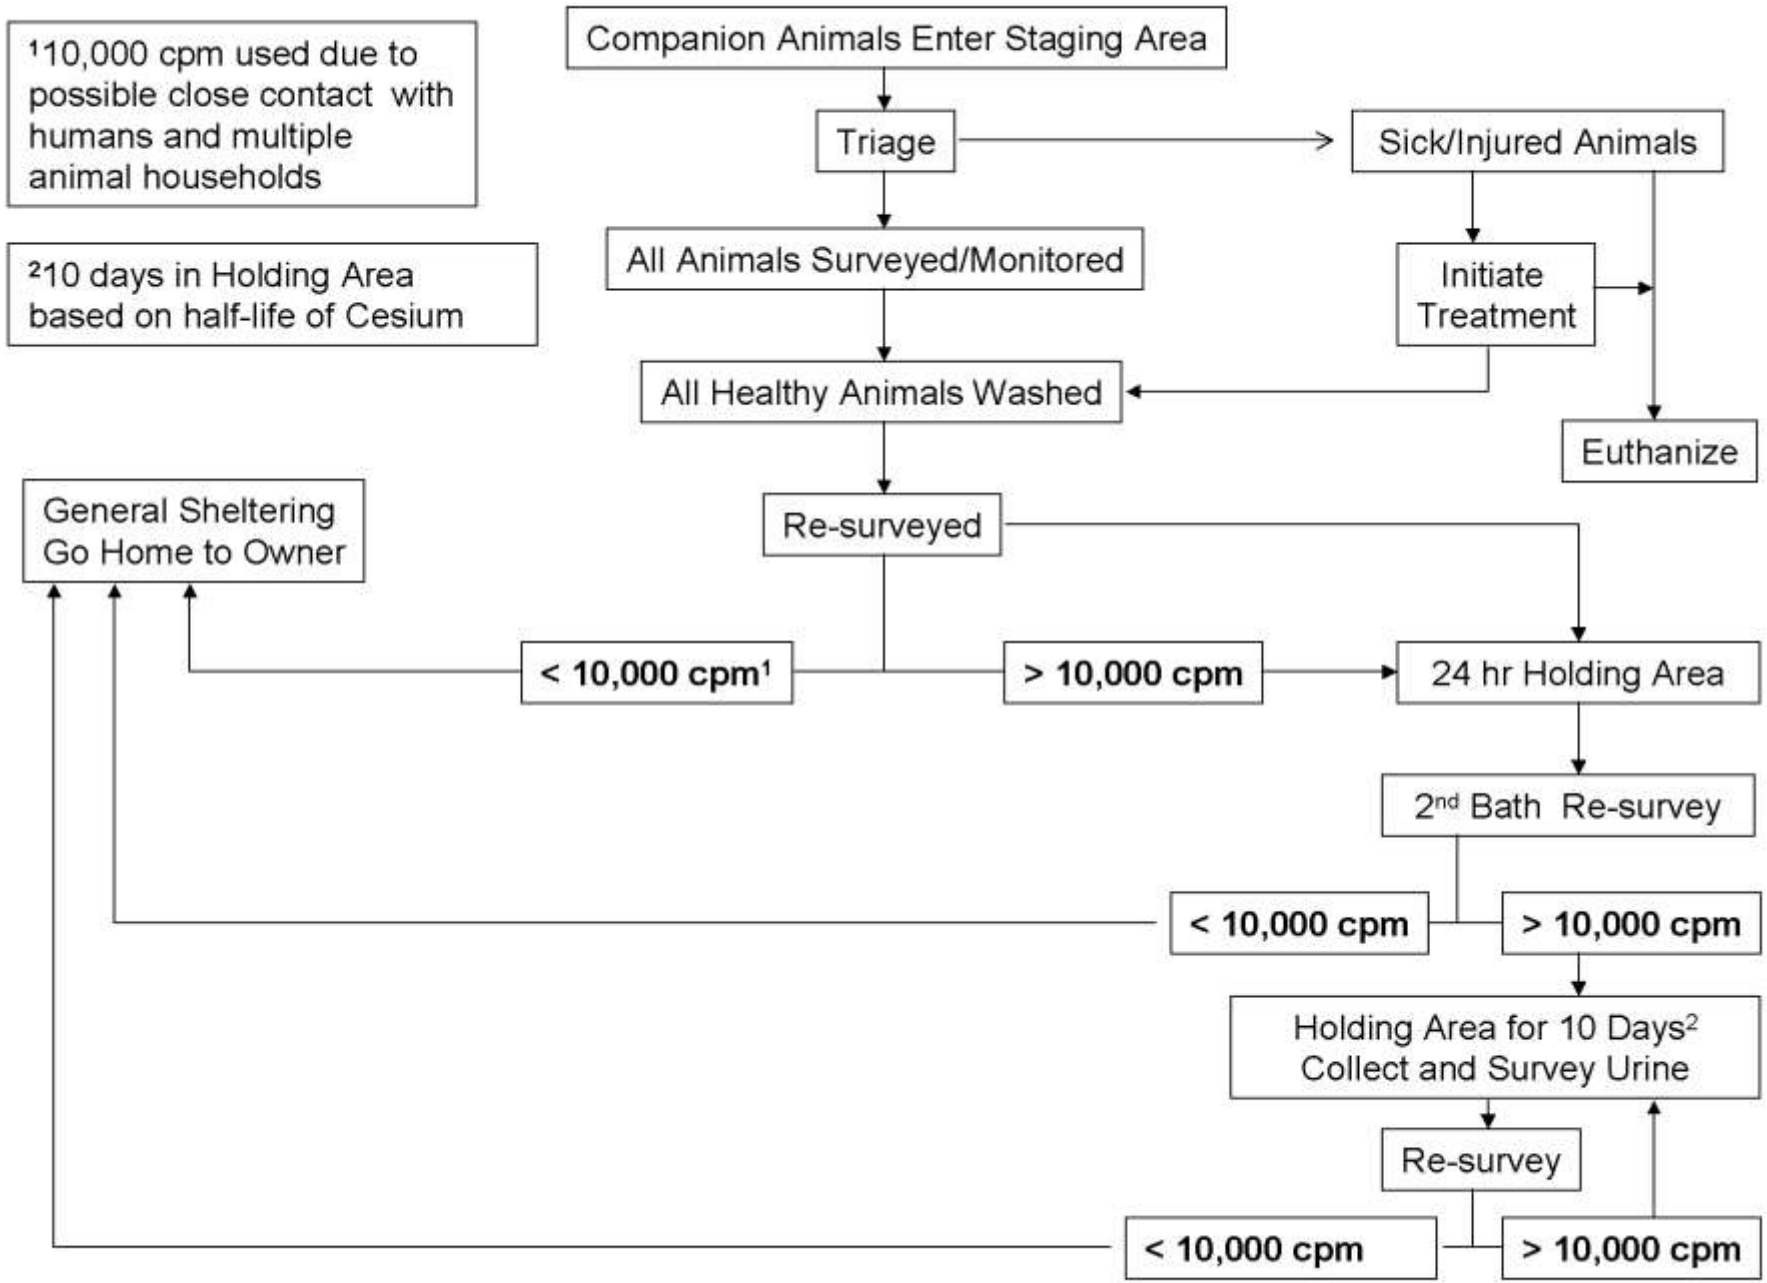 Companion Animals Enter Staging Area
¹10,000 cpm used due to
possible close contact with
humans and multiple
animal households
Triage
Sick/Injured Animals
²10 days in Holding Area
based on half-life of Cesium
All Animals Surveyed/Monitored
Initiate
Treatment
All Healthy Animals Washed
Euthanize
General Sheltering
Go Home to Owner
Re-surveyed
< 10,000 cpm¹
> 10,000 cpm
24 hr Holding Area
2nd Bath Re-survey
< 10,000 cpm
> 10,000 cpm
Holding Area for 10 Days²
Collect and Survey Urine
Re-survey
< 10,000 cpm
> 10,000 cpm